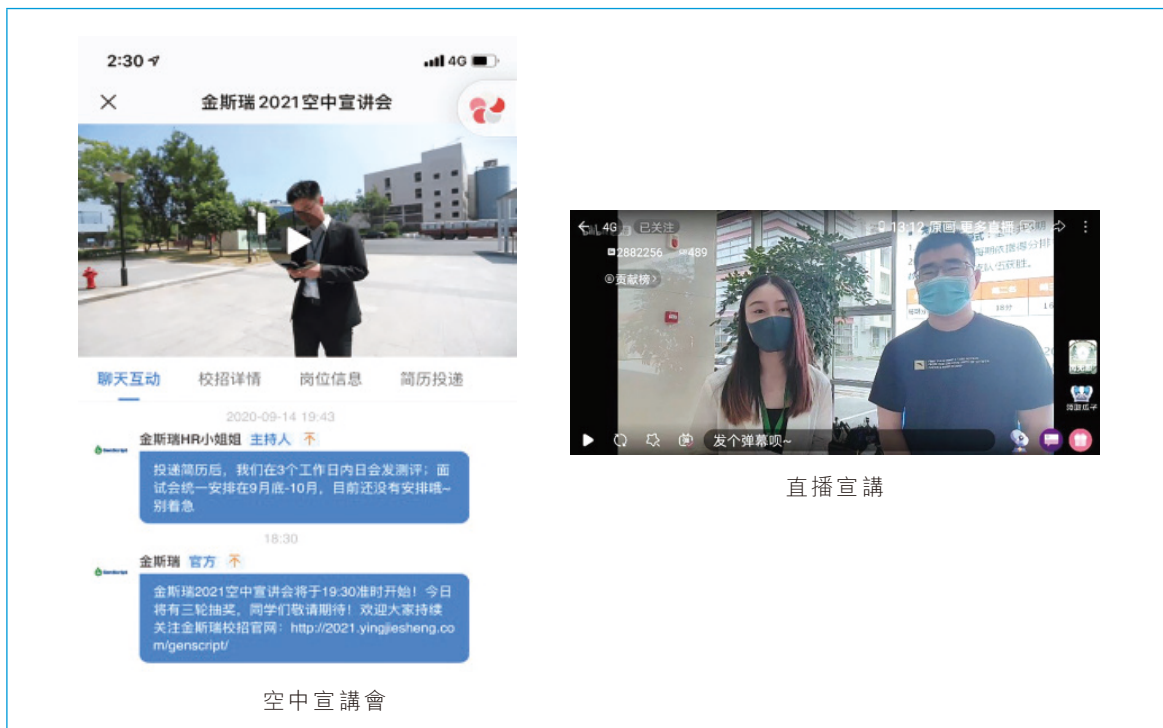 2:30
4G
金斯瑞 2021空中宣讲会
聊天互动
校招详情
岗位信息
简历投递
2020-09-14 19:43
金斯瑞HR小姐姐 主持人
投递简历后，我们在3个工作日内日会发测评；面
试会统一安排在9月底-10月，目前还没有安排哦~
别着急
18:30
金斯瑞 官方
金斯瑞2021空中宣讲会将于19:30准时开始！今日
将有三轮抽奖，同学们敬请期待！欢迎大家持续
关注金斯瑞校招官网：http://2021.yingjiesheng.co
m/genscript/
空中宣講會
4G 已关注
13:12 原画 更多直播
2882256 489
贡献榜
发个弹幕呗~
直播宣講